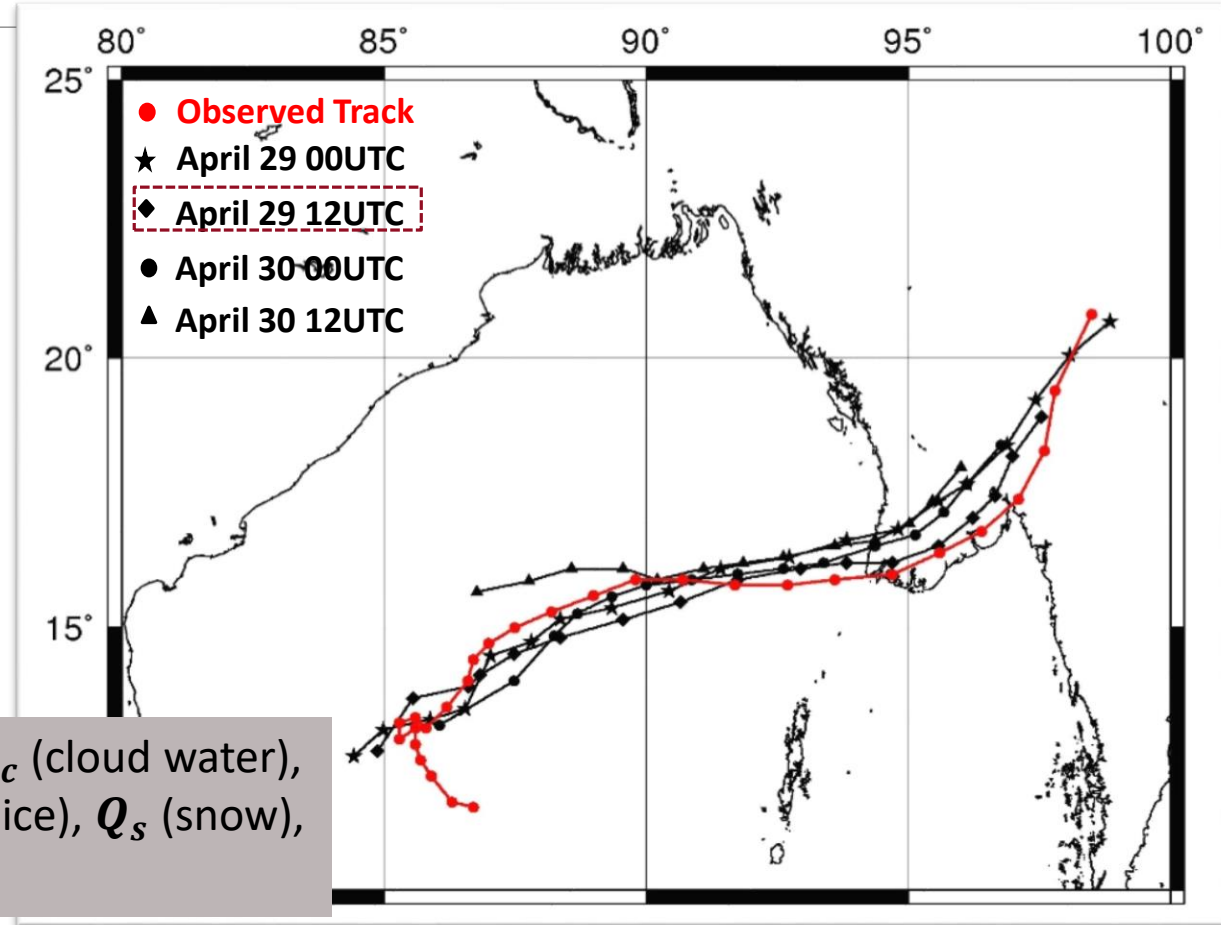 80° 85° 90° 95° 100°
25°
Observed Track
April 29 00UTC
April 29 12UTC
April 30 00UTC
April 30 12UTC
20°
15°
c (cloud water),
ice), Qs (snow),